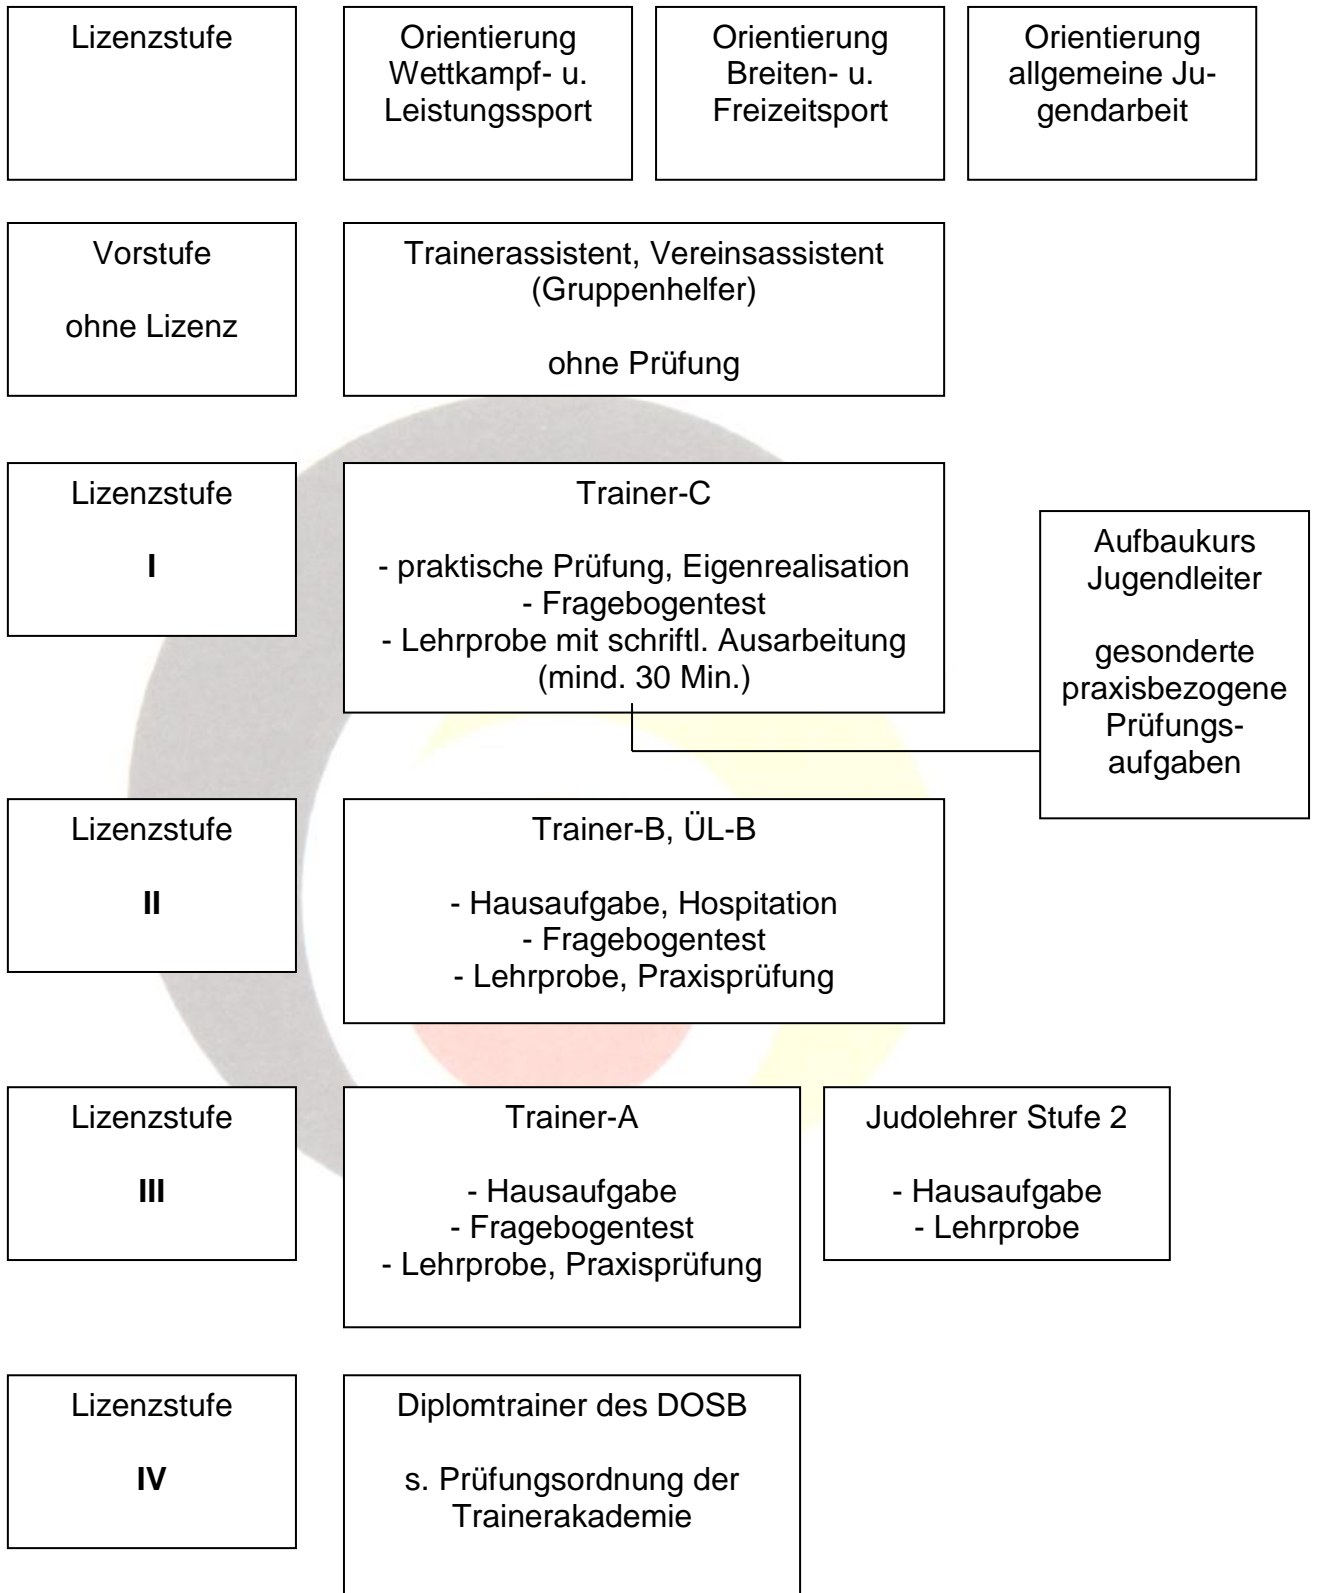 Lizenzstufe
Orientierung
Wettkampf- u.
Leistungssport
Orientierung
Breiten- u.
Freizeitsport
Orientierung
allgemeine Ju-
gendarbeit
Vorstufe
ohne Lizenz
Trainerassistent, Vereinsassistent
(Gruppenhelfer)
ohne Prüfung
Lizenzstufe
I
Trainer-C
- praktische Prüfung, Eigenrealisation
- Fragebogentest
- Lehrprobe mit schriftl. Ausarbeitung
(mind. 30 Min.)
Aufbaukurs
Jugendleiter
gesonderte
praxisbezogene
Prüfungs-
aufgaben
Lizenzstufe
II
Trainer-B, ÜL-B
- Hausaufgabe, Hospitation
- Fragebogentest
- Lehrprobe, Praxisprüfung
Lizenzstufe
III
Trainer-A
- Hausaufgabe
- Fragebogentest
- Lehrprobe, Praxisprüfung
Judolehrer Stufe 2
- Hausaufgabe
- Lehrprobe
Lizenzstufe
IV
Diplomtrainer des DOSB
s. Prüfungsordnung der
Trainerakademie